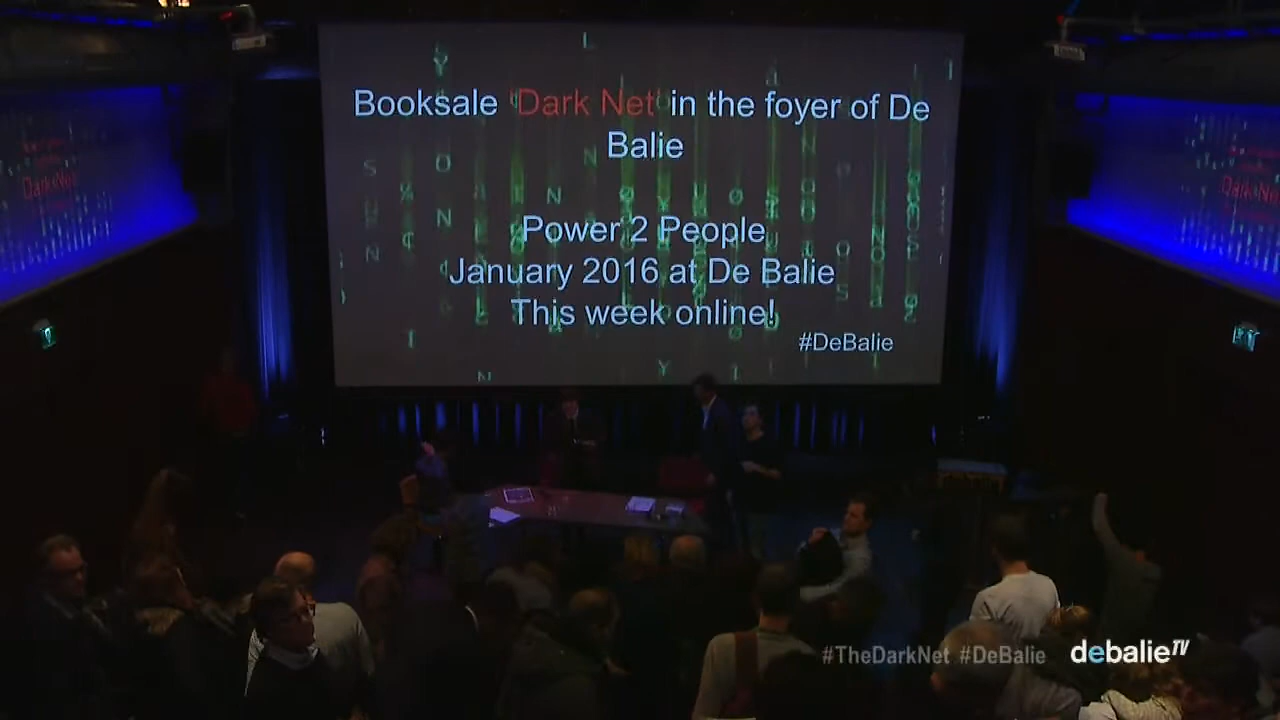 Booksale 'Dark Net' in the foyer of De
Balie
Power 2 People
January 2016 at De Balie
This week online!
#DeBalie
#TheDarkNet #DeBalie
debalieTV